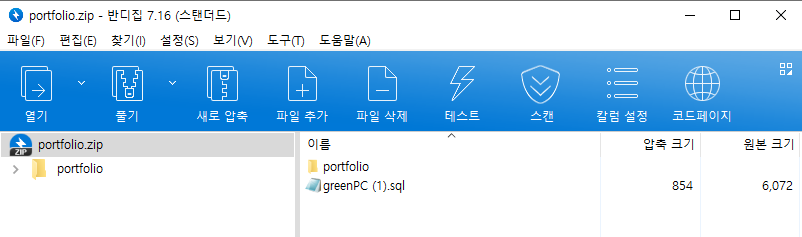 portfolio.zip - 반디집 7.16 (스탠더드)
파일(F) 편집(E) 찾기(I) 설정(S) 보기(V) 도구(T) 도움말(A)
열기 풀기 새로 압축 파일 추가 파일 삭제 테스트 스캔 칼럼 설정 코드페이지
portfolio.zip
ZIP
portfolio
이름 압축 크기 원본 크기
portfolio
greenPC (1).sql 854 6,072